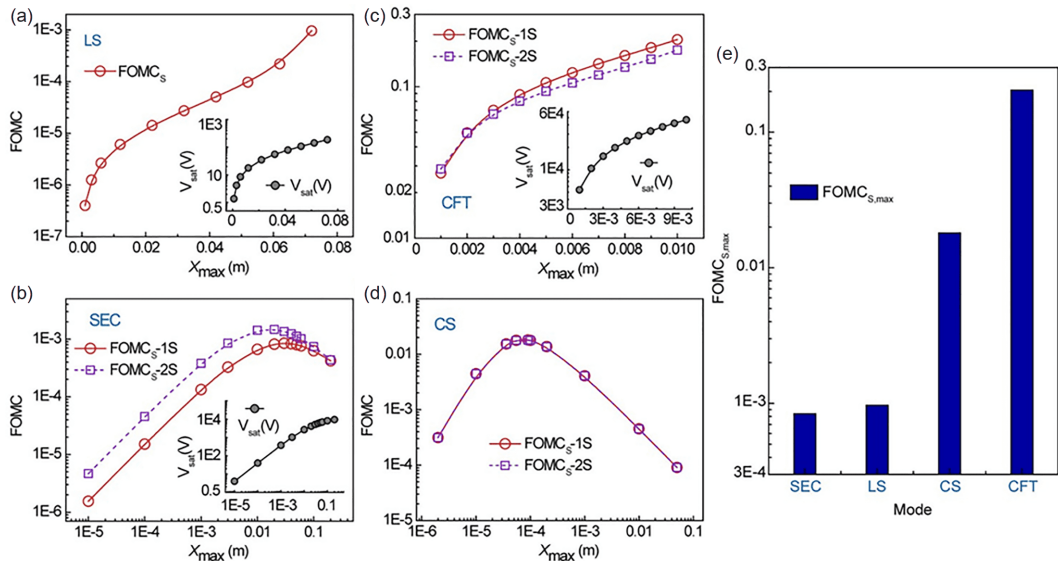 (a)
LS
FOMC_S
FOMC
1E-3
1E-4
1E-5
1E-6
1E-7
0.00 0.02 0.04 0.06 0.08
X_max (m)
V_sat(V)
1E3
10
0.5
V_sat(V)
0 0.02 0.04 0.06 0.08
(c)
FOMC_S-1S
FOMC_S-2S
CFT
FOMC
0.3
0.1
0.02
0.01
0.002 0.004 0.006 0.008 0.010
X_max (m)
V_sat(V)
6E4
1E4
3E3
V_sat(V)
3E-3 6E-3 9E-3
(b)
SEC
FOMC_S-1S
FOMC_S-2S
FOMC
1E-3
1E-4
1E-5
1E-6
1E-5 1E-4 1E-3 0.01 0.1
X_max (m)
V_sat(V)
V_sat(V)
1E4
1E2
0.5
1E-5 1E-3 0.1
(d)
CS
FOMC_S-1S
FOMC_S-2S
FOMC
0.1
0.01
1E-3
1E-4
1E-5
1E-6 1E-5 1E-4 1E-3 0.01 0.1
X_max (m)
(e)
FOMC_S,max
FOMC_S,max
0.3
0.1
0.01
1E-3
3E-4
SEC LS CS CFT
Mode